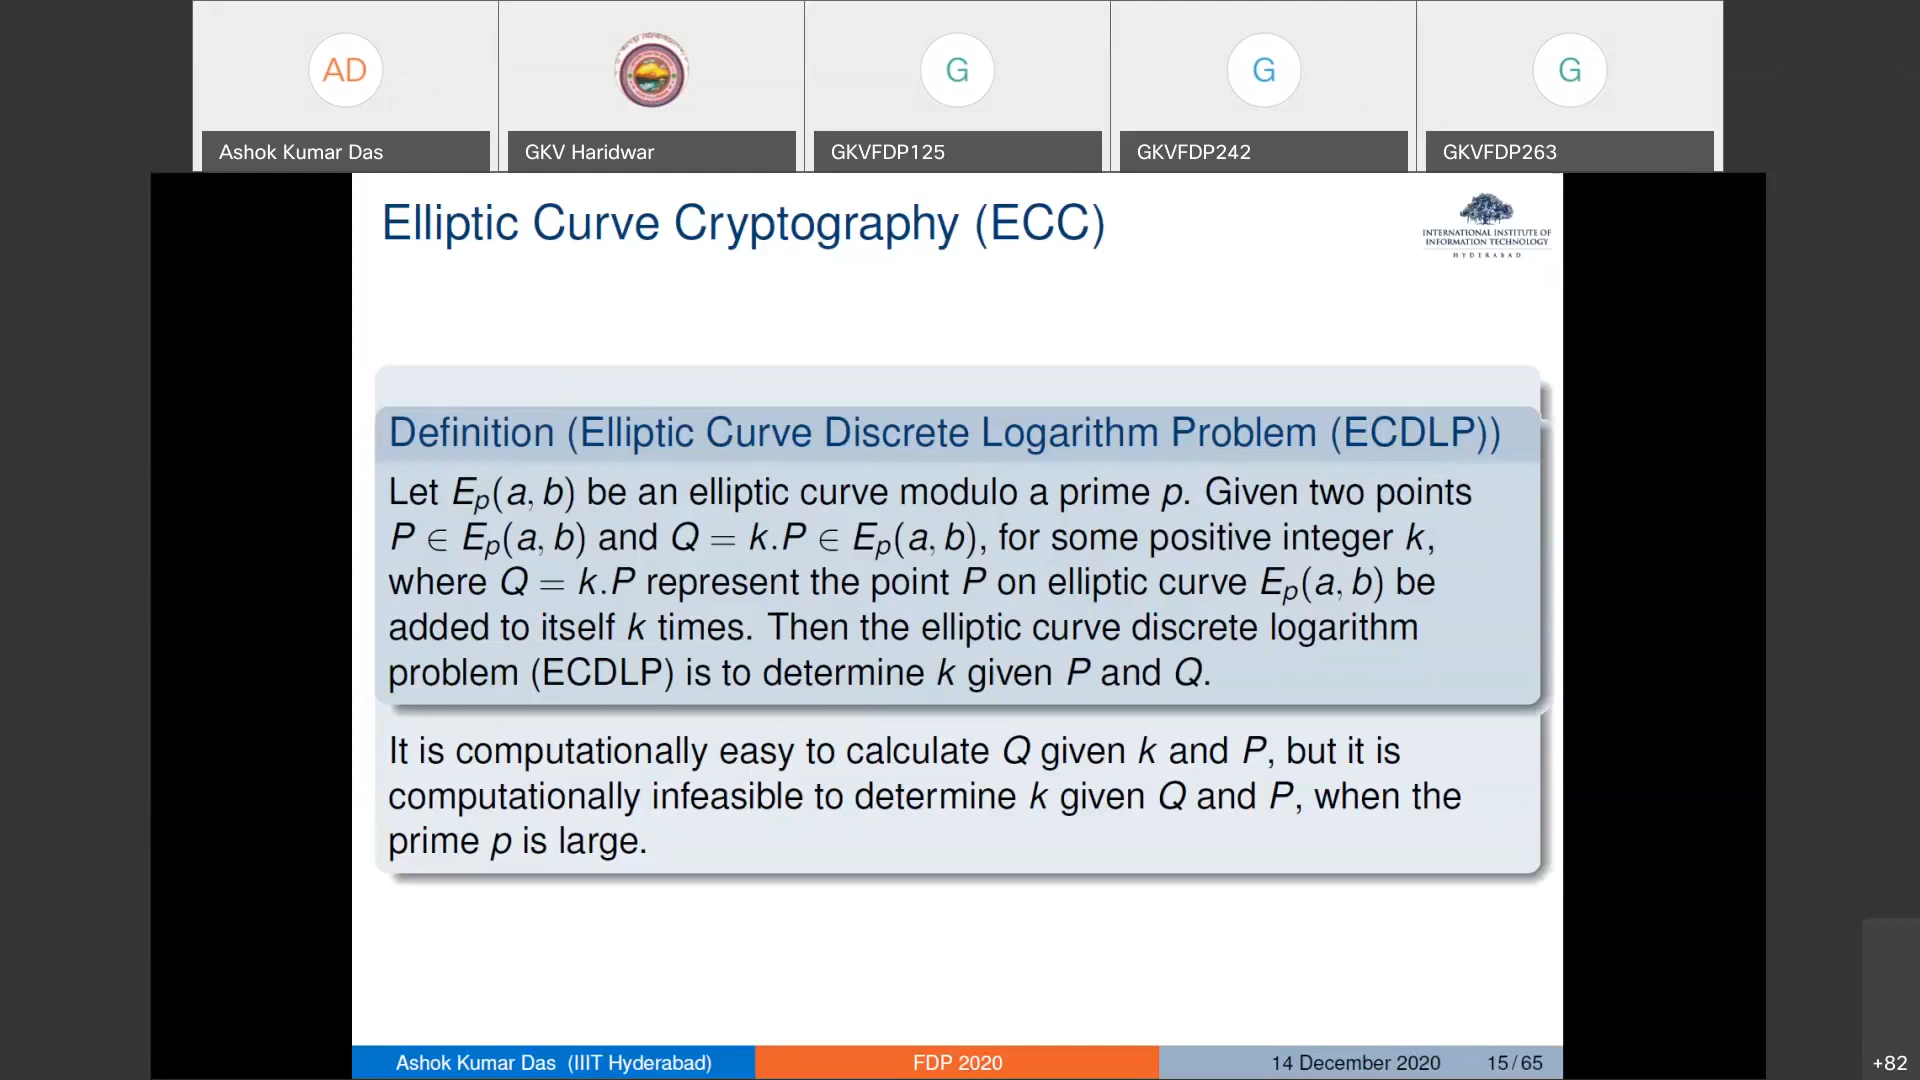 AD
G
G
G
Ashok Kumar Das
GKV Haridwar
GKVFDP125
GKVFDP242
GKVFDP263
Elliptic Curve Cryptography (ECC)
INTERNATIONAL INSTITUTE OF
INFORMATION TECHNOLOGY
HYDERABAD
Definition (Elliptic Curve Discrete Logarithm Problem (ECDLP))
Let Eₚ(a, b) be an elliptic curve modulo a prime p. Given two points
P ∈ Eₚ(a, b) and Q = k.P ∈ Eₚ(a, b), for some positive integer k,
where Q = k.P represent the point P on elliptic curve Eₚ(a, b) be
added to itself k times. Then the elliptic curve discrete logarithm
problem (ECDLP) is to determine k given P and Q.
It is computationally easy to calculate Q given k and P, but it is
computationally infeasible to determine k given Q and P, when the
prime p is large.
Ashok Kumar Das (IIIT Hyderabad)
FDP 2020
14 December 2020
15 / 65
+82